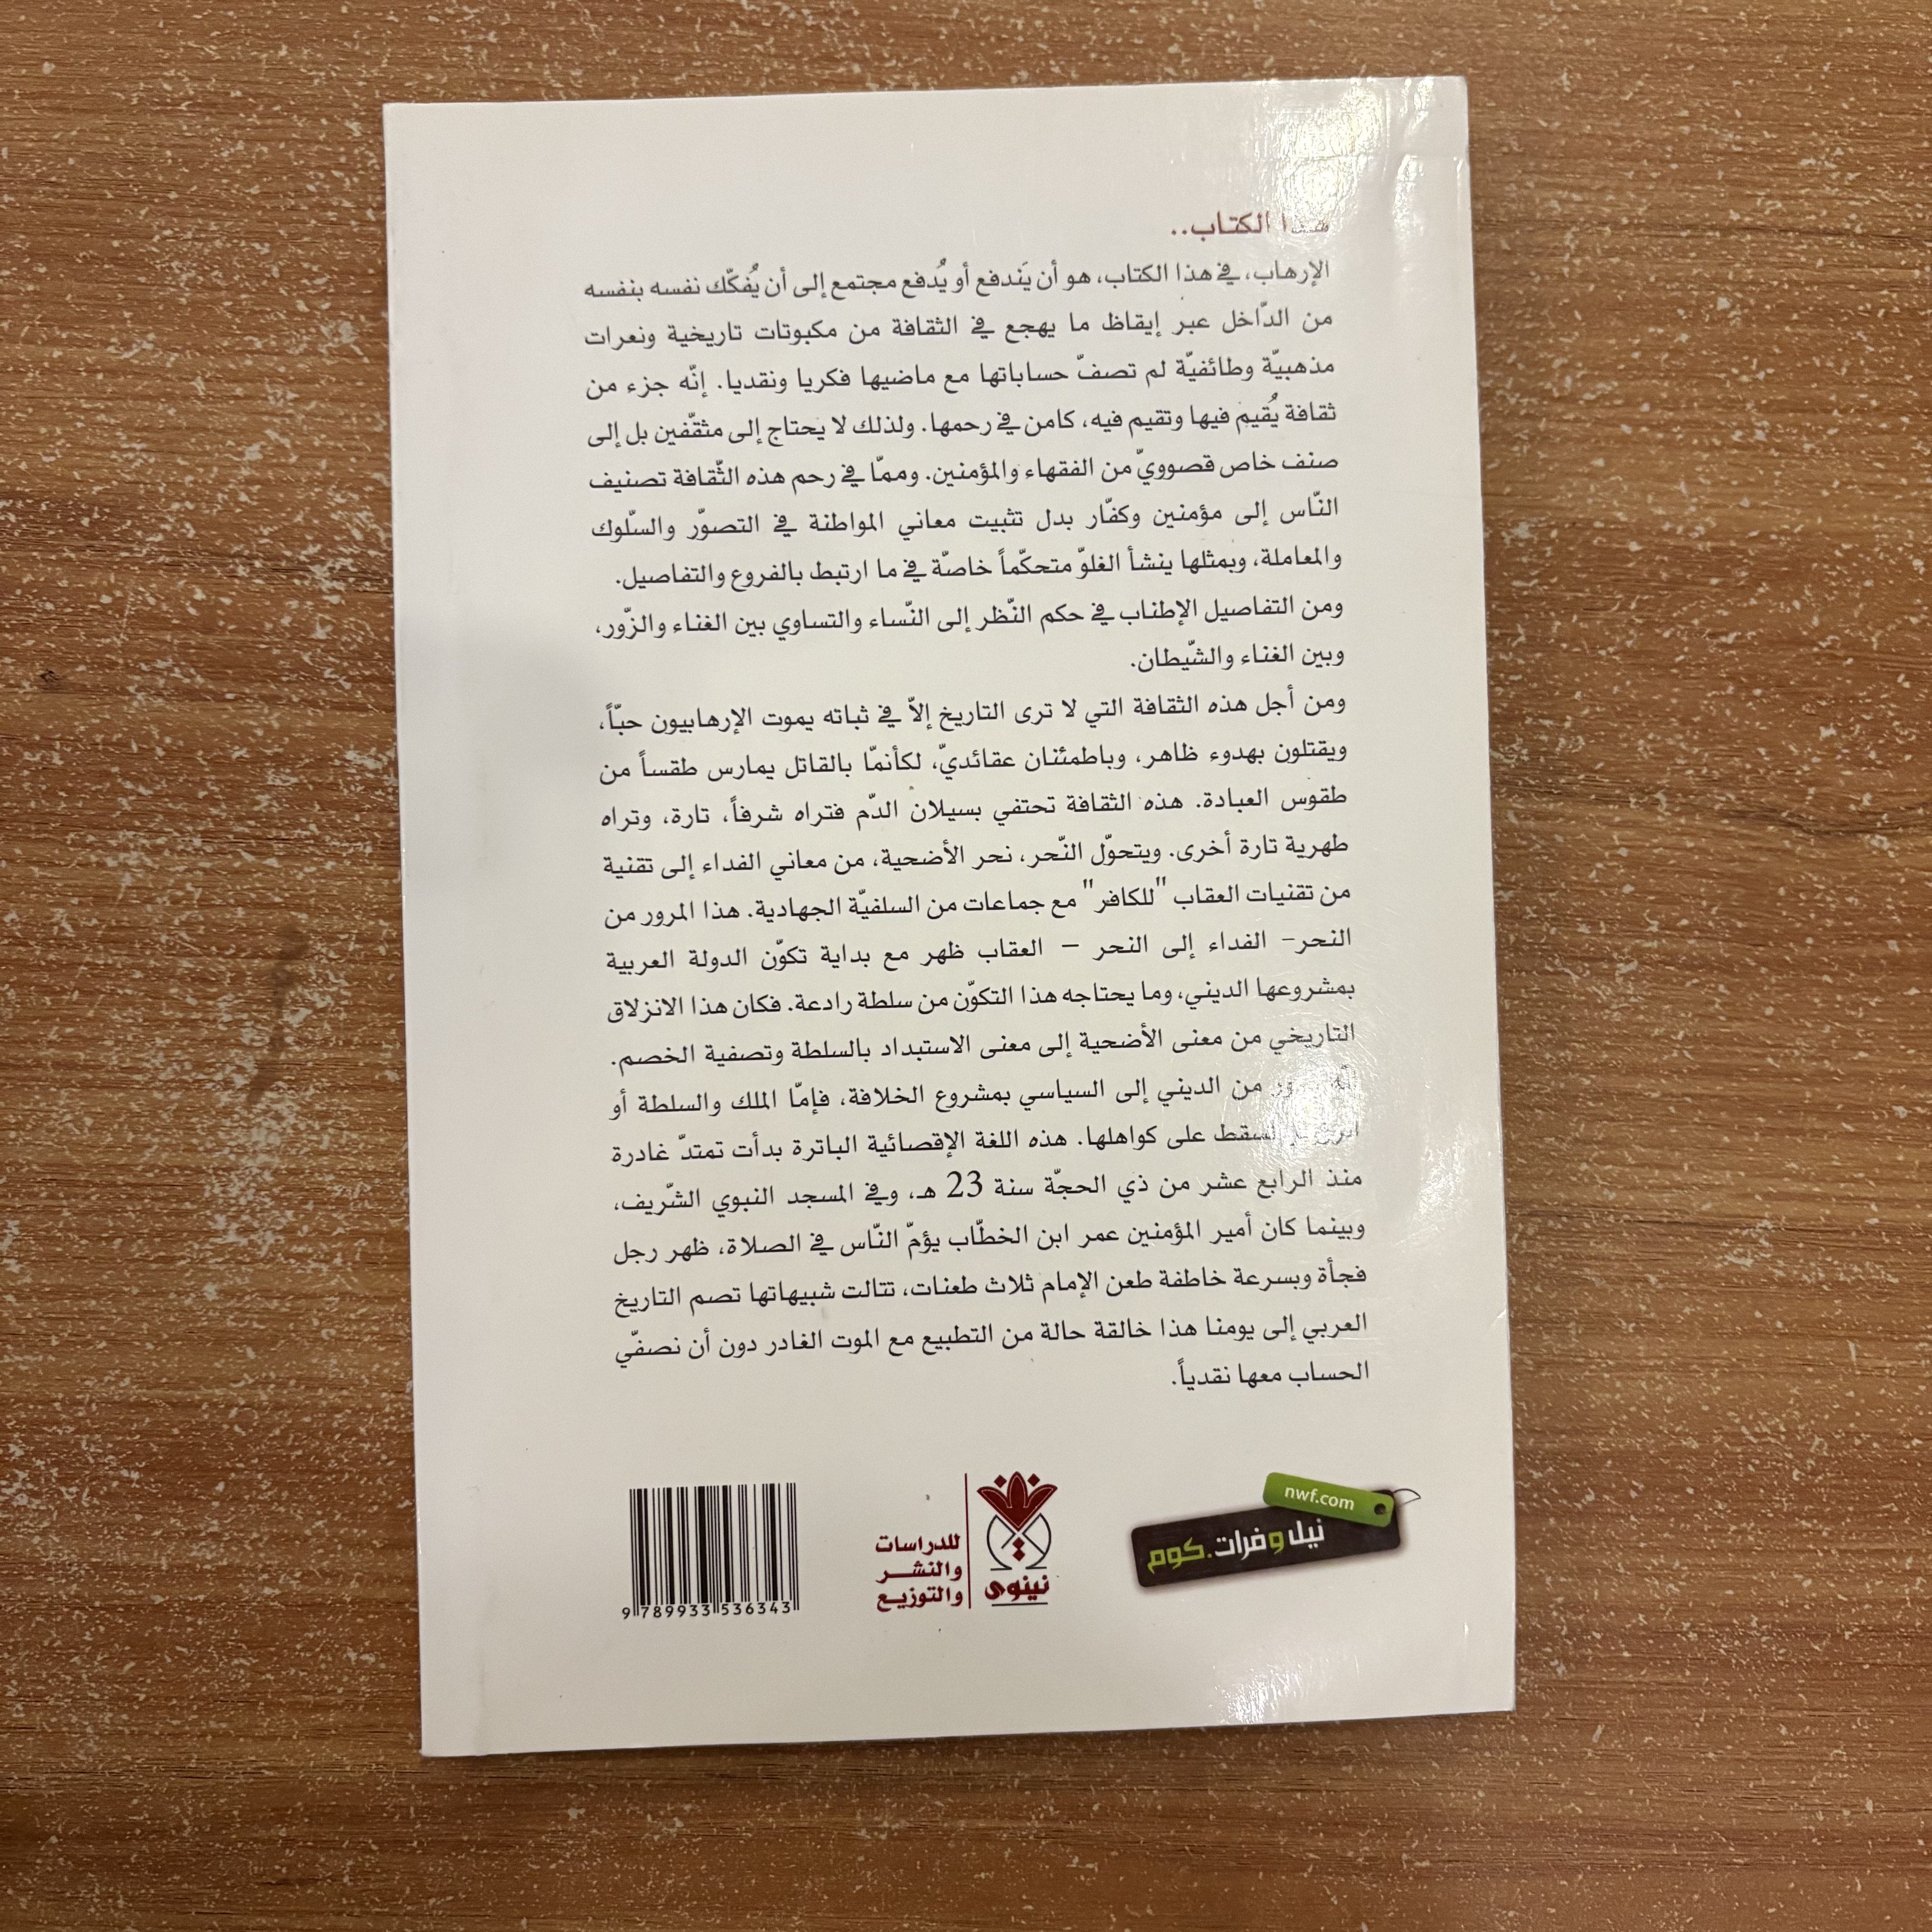 هذا الكتاب..
الإرهاب، في هذا الكتاب، هو أن يَندفع أو يُدفع مجتمع إلى أن يُفكّك نفسه بنفسه
من الدّاخل عبر إيقاظ ما يهجع في الثقافة من مكبوتات تاريخية ونعرات
مذهبيّة وطائفيّة لم تصفّ حساباتها مع ماضيها فكريا ونقديا. إنّه جزء من
ثقافة يُقيم فيها وتقيم فيه، كامن في رحمها. ولذلك لا يحتاج إلى مثقّفين بل إلى
صنف خاص قصوويّ من الفقهاء والمؤمنين. وممّا في رحم هذه الثّقافة تصنيف
النّاس إلى مؤمنين وكفّار بدل تثبيت معاني المواطنة في التصوّر والسّلوك
والمعاملة، وبمثلها ينشأ الغلوّ متحكّماً خاصّة في ما ارتبط بالفروع والتفاصيل.
ومن التفاصيل الإطناب في حكم النّظر إلى النّساء والتساوي بين الغناء والزّور،
وبين الغناء والشّيطان.
ومن أجل هذه الثقافة التي لا ترى التاريخ إلاّ في ثباته يموت الإرهابيون حبّاً،
ويقتلون بهدوء ظاهر، وباطمئنان عقائديّ، لكأنمّا بالقاتل يمارس طقساً من
طقوس العبادة. هذه الثقافة تحتفي بسيلان الدّم فتراه شرفاً، تارة، وتراه
طهرية تارة أخرى. ويتحوّل النّحر، نحر الأضحية، من معاني الفداء إلى تقنية
من تقنيات العقاب "للكافر" مع جماعات من السلفيّة الجهادية. هذا المرور من
النحر- الفداء إلى النحر – العقاب ظهر مع بداية تكوّن الدولة العربية
بمشروعها الديني، وما يحتاجه هذا التكوّن من سلطة رادعة. فكان هذا الانزلاق
التاريخي من معنى الأضحية إلى معنى الاستبداد بالسلطة وتصفية الخصم.
من الديني إلى السياسي بمشروع الخلافة، فإمّا الملك والسلطة أو
تسقط على كواهلها. هذه اللغة الإقصائية الباترة بدأت تمتدّ غادرة
منذ الرابع عشر من ذي الحجّة سنة 23 هـ، وفي المسجد النبوي الشّريف،
وبينما كان أمير المؤمنين عمر ابن الخطّاب يؤمّ النّاس في الصلاة، ظهر رجل
فجأة وبسرعة خاطفة طعن الإمام ثلاث طعنات، تتالت شبيهاتها تصم التاريخ
العربي إلى يومنا هذا خالقة حالة من التطبيع مع الموت الغادر دون أن نصفّي
الحساب معها نقدياً.
nwf.com
نيل وفرات.كوم
نينوى
للدراسات
والنشر
والتوزيع
9 789933 536343